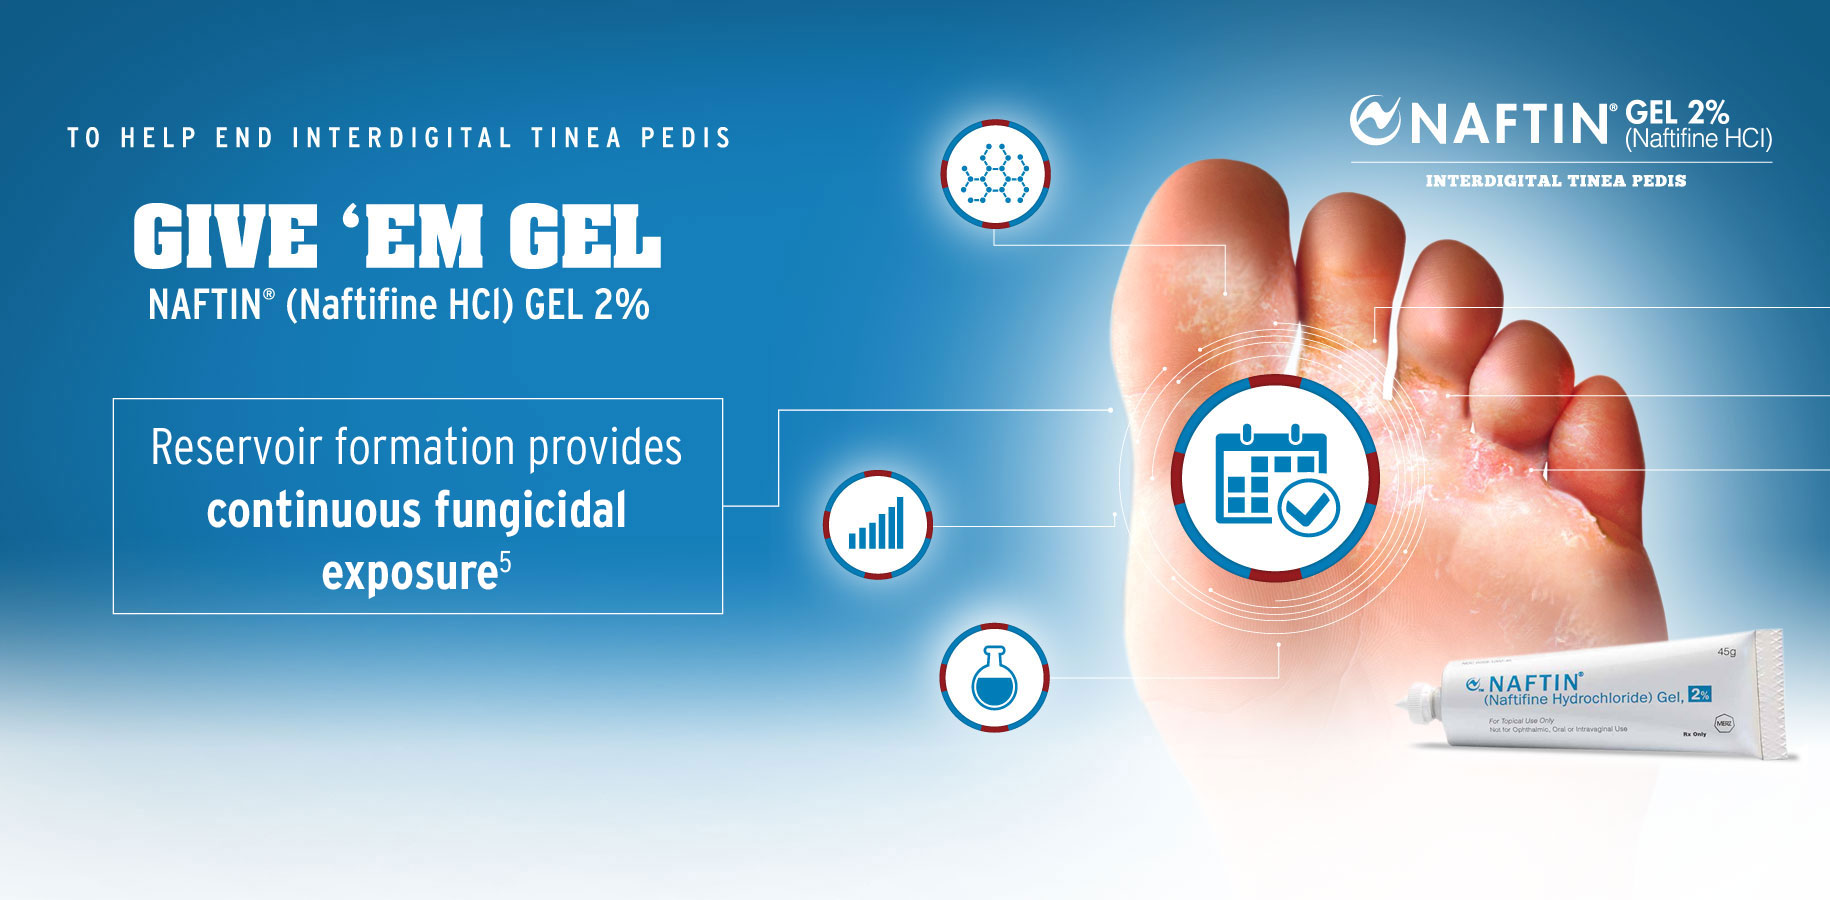 TO HELP END INTERDIGITAL TINEA PEDIS
GIVE ‘EM GEL
NAFTIN® (Naftifine HCl) GEL 2%
Reservoir formation provides
continuous fungicidal
exposure5
NAFTIN® GEL 2%
(Naftifine HCl)
INTERDIGITAL TINEA PEDIS
45g
NAFTIN®
(Naftifine Hydrochloride) Gel, 2%
For Topical Use Only
Not for Ophthalmic, Oral or Intravaginal Use
Rx Only
MERZ